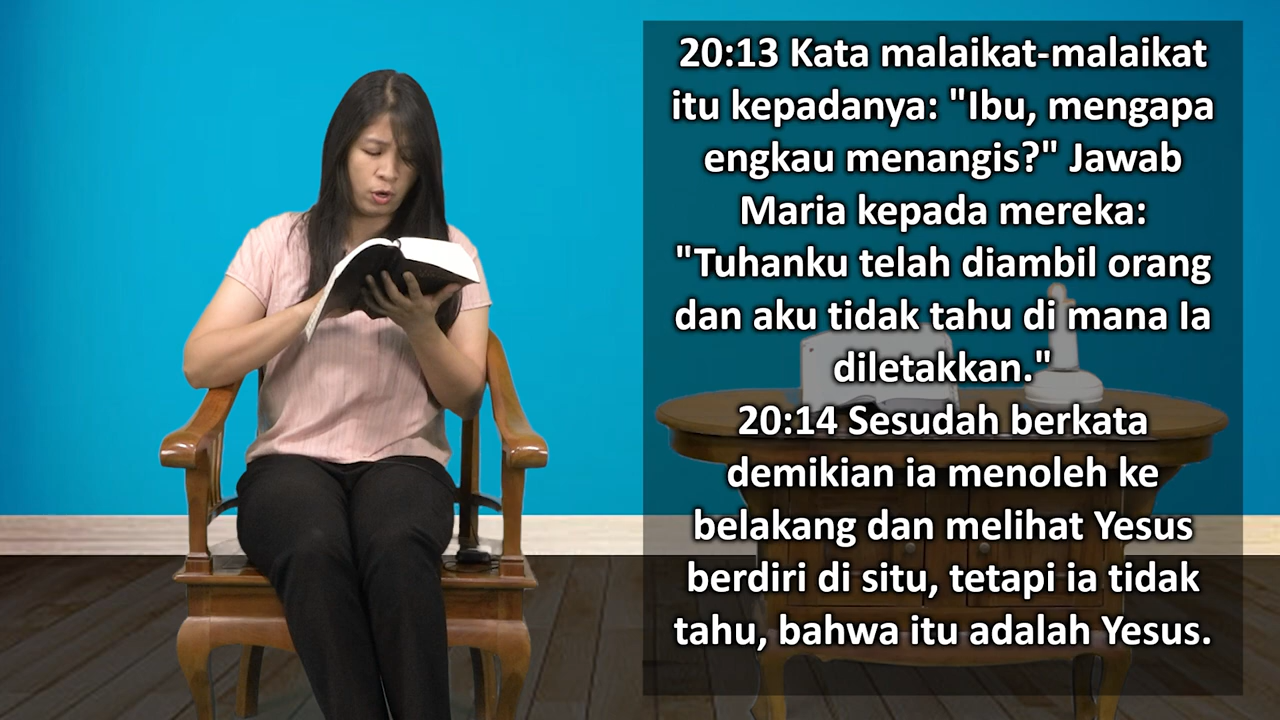 20:13 Kata malaikat-malaikat
itu kepadanya: "Ibu, mengapa
engkau menangis?" Jawab
Maria kepada mereka:
"Tuhanku telah diambil orang
dan aku tidak tahu di mana Ia
diletakkan."
20:14 Sesudah berkata
demikian ia menoleh ke
belakang dan melihat Yesus
berdiri di situ, tetapi ia tidak
tahu, bahwa itu adalah Yesus.